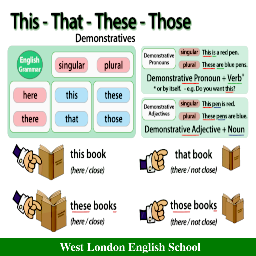 This - That - These - Those
Demonstratives
English Grammar
singular plural
here this these
there that those
Demonstrative Pronouns
singular This is a red pen.
plural These are blue pens.
Demonstrative Pronoun + Verb*
* or by itself. - e.g. Do you want this?
Demonstrative Adjectives
singular This pen is red.
plural These pens are blue.
Demonstrative Adjective + Noun
this book
(here / close)
that book
(there / not close)
these books
(here / close)
those books
(there / not close)
West London English School